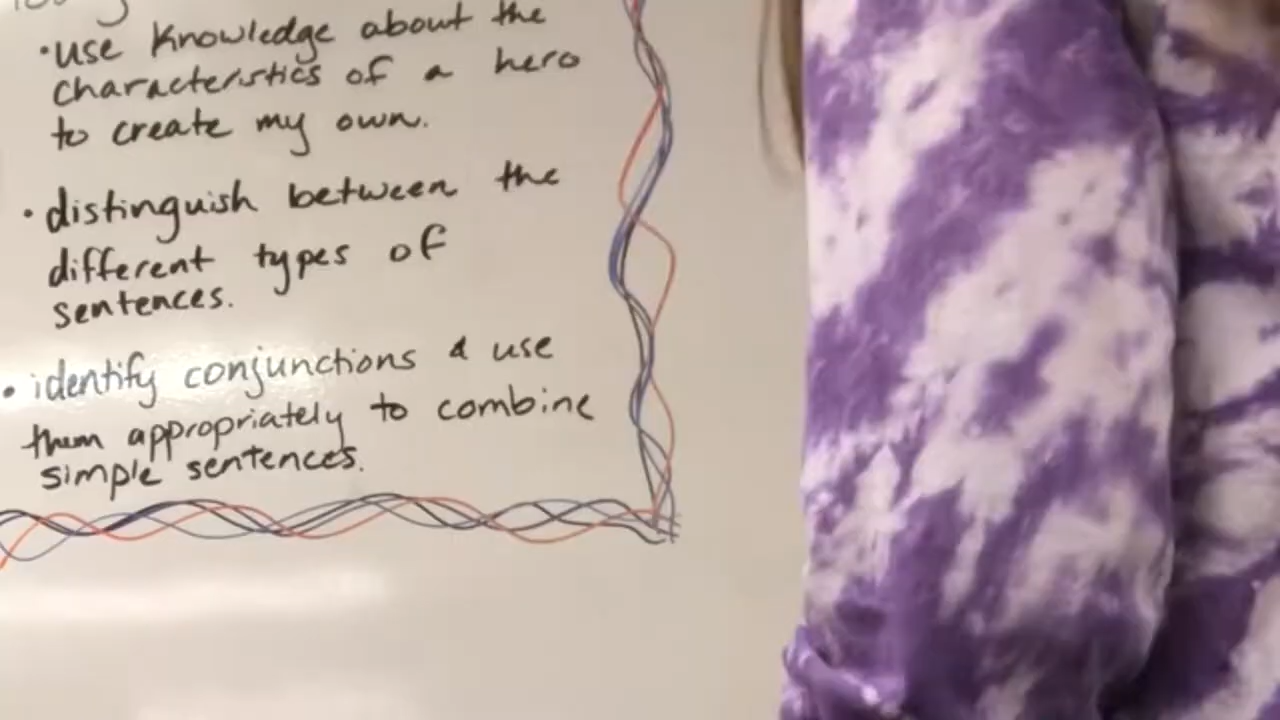 •use Knowledge about the
characteristics of a hero
to create my own.
•distinguish between the
different types of
sentences.
•identify conjunctions & use
them appropriately to combine
simple sentences.